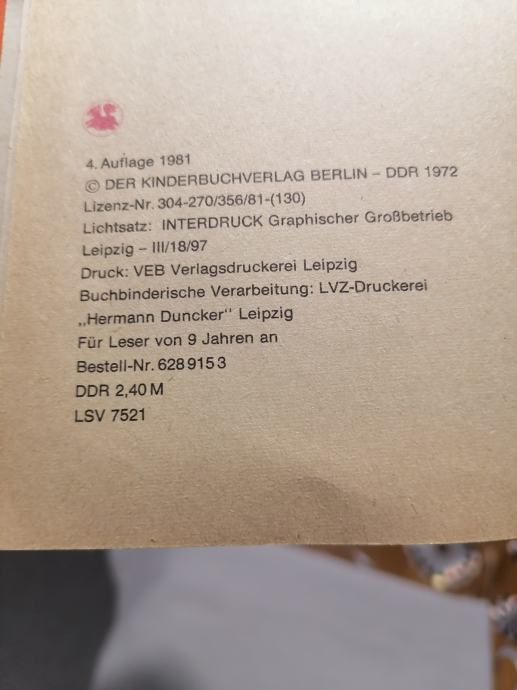 4. Auflage 1981
© DER KINDERBUCHVERLAG BERLIN – DDR 1972
Lizenz-Nr. 304-270/356/81-(130)
Lichtsatz: INTERDRUCK Graphischer Großbetrieb
Leipzig – III/18/97
Druck: VEB Verlagsdruckerei Leipzig
Buchbinderische Verarbeitung: LVZ-Druckerei
„Hermann Duncker“ Leipzig
Für Leser von 9 Jahren an
Bestell-Nr. 628 915 3
DDR 2,40 M
LSV 7521